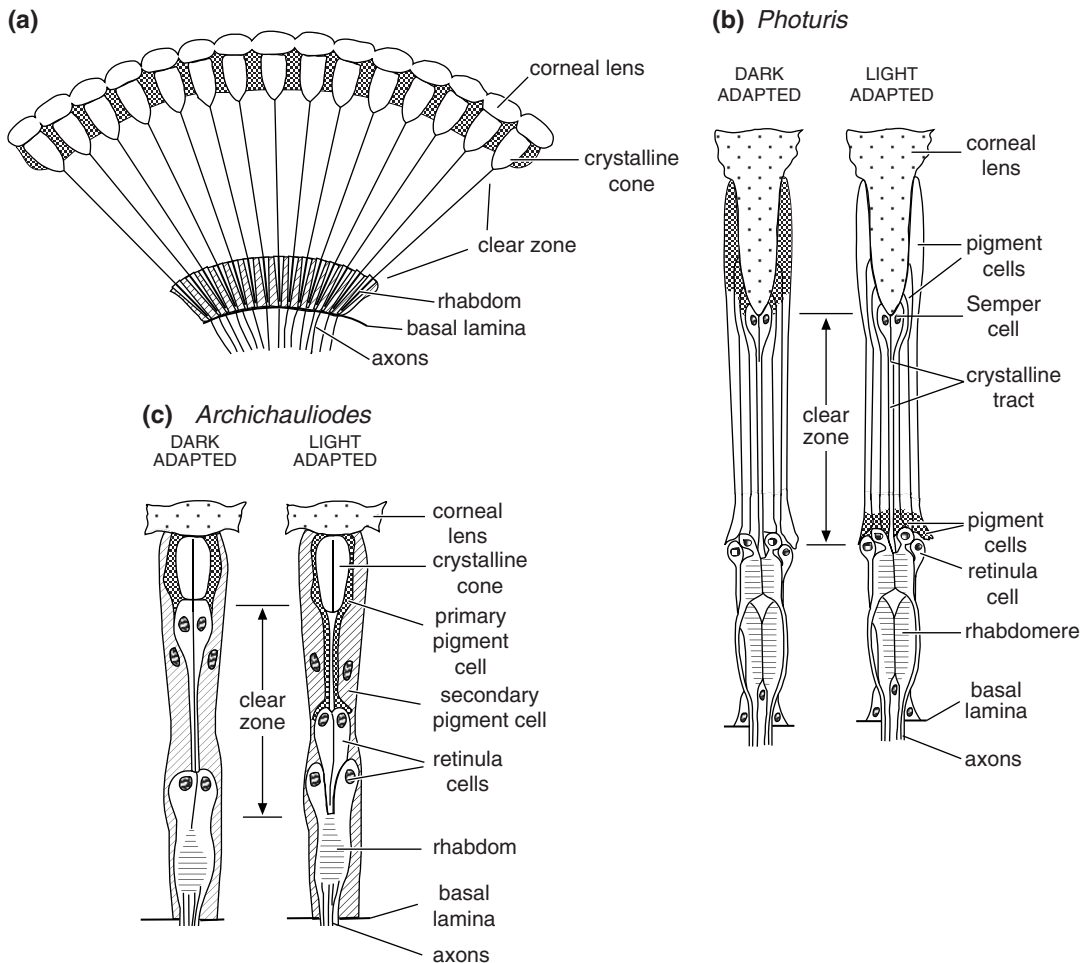 (a)
corneal lens
crystalline
cone
clear zone
rhabdom
basal lamina
axons
(b) Photuris
DARK
ADAPTED
LIGHT
ADAPTED
corneal
lens
pigment
cells
Semper
cell
crystalline
tract
clear
zone
pigment
cells
retinula
cell
rhabdomere
basal
lamina
axons
(c) Archichauliodes
DARK
ADAPTED
LIGHT
ADAPTED
corneal
lens
crystalline
cone
primary
pigment
cell
clear
zone
secondary
pigment cell
retinula
cells
rhabdom
basal
lamina
axons